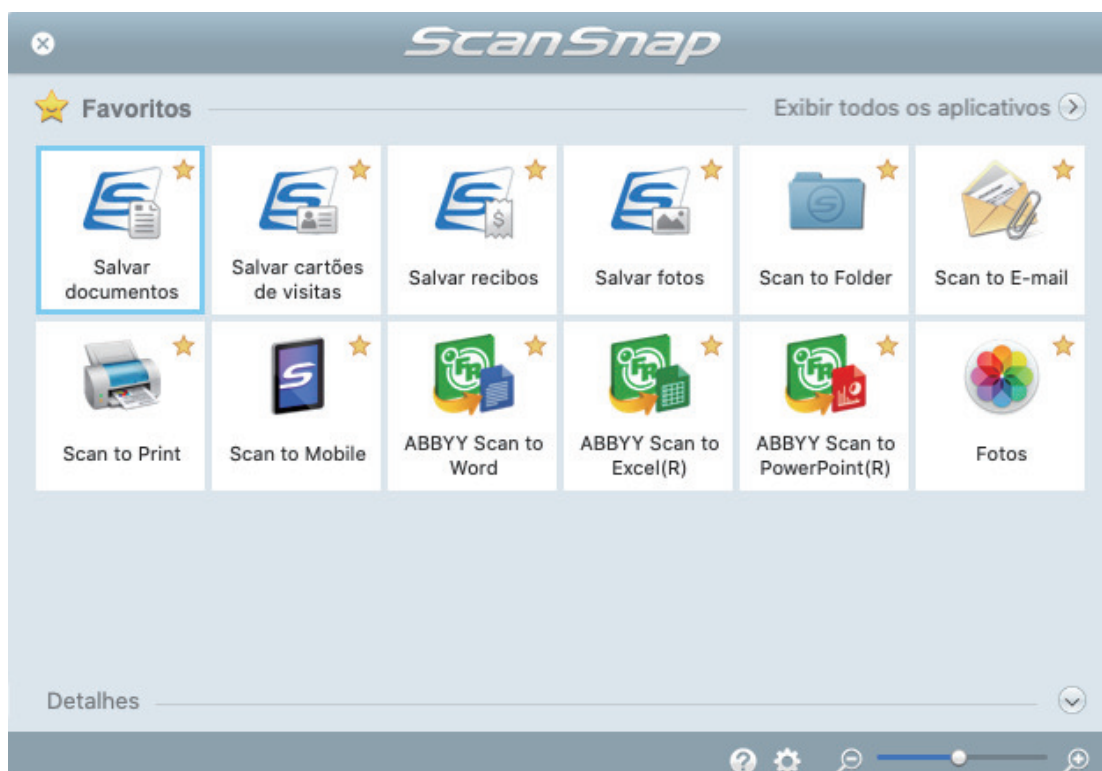 ScanSnap
Favoritos
Exibir todos os aplicativos
Salvar
documentos
Salvar cartões
de visitas
Salvar recibos
Salvar fotos
Scan to Folder
Scan to E-mail
Scan to Print
Scan to Mobile
ABBYY Scan to
Word
ABBYY Scan to
Excel(R)
ABBYY Scan to
PowerPoint(R)
Fotos
Detalhes